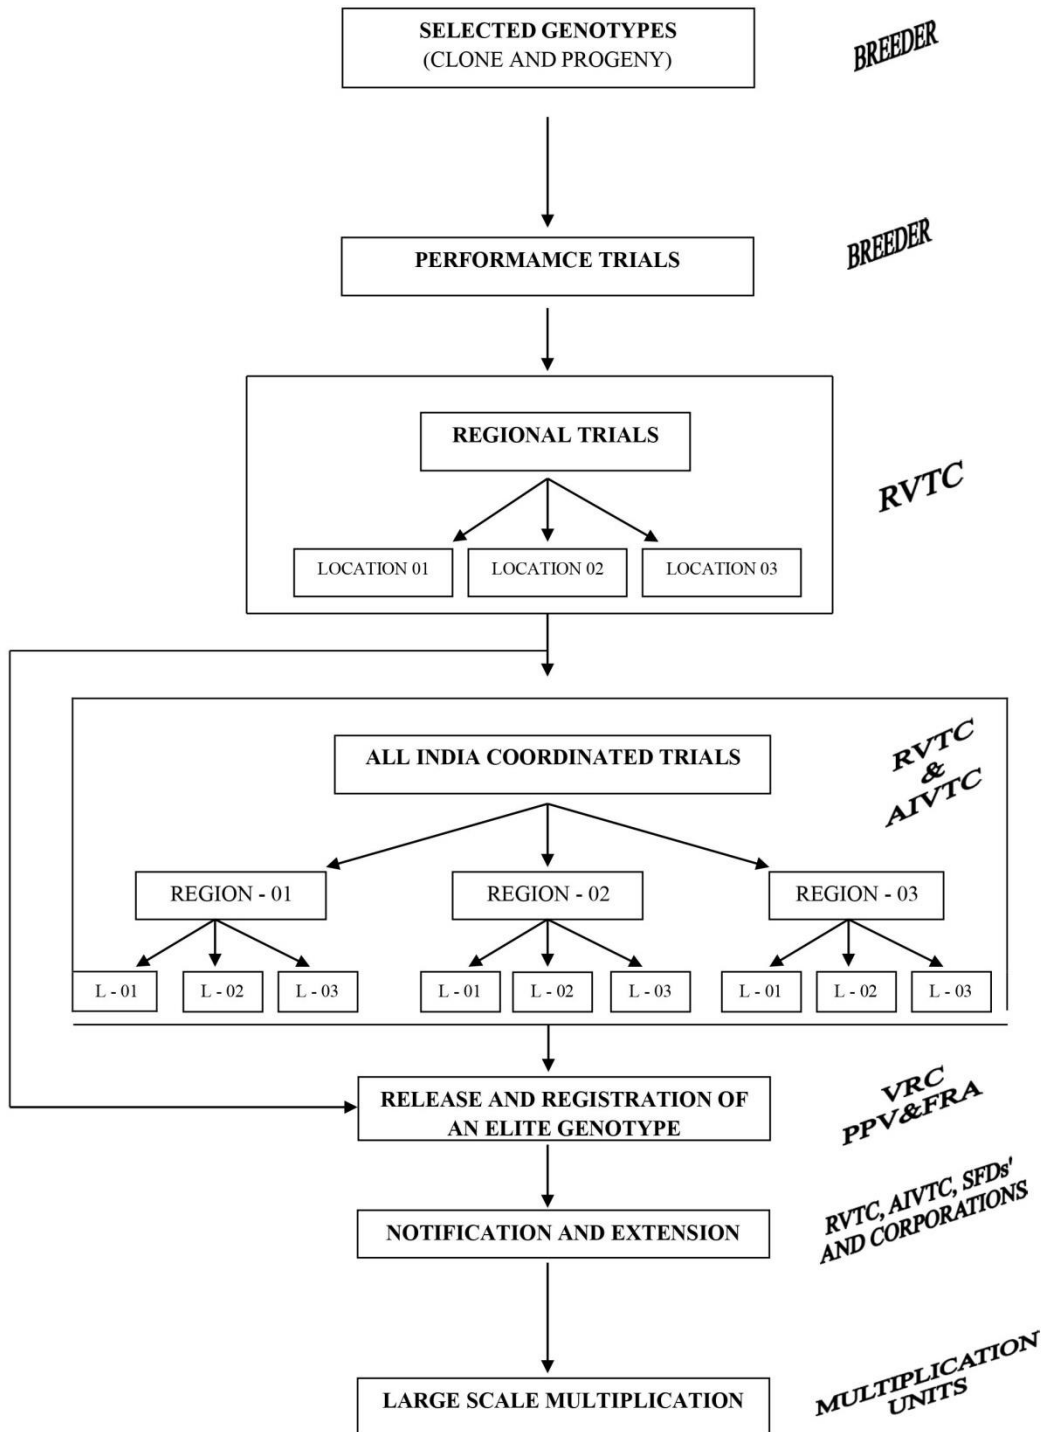 SELECTED GENOTYPES
(CLONE AND PROGENY)
BREEDER
PERFORMAMCE TRIALS
BREEDER
REGIONAL TRIALS
RVTC
LOCATION 01
LOCATION 02
LOCATION 03
ALL INDIA COORDINATED TRIALS
RVTC
&
AIVTC
REGION - 01
REGION - 02
REGION - 03
L - 01
L - 02
L - 03
L - 01
L - 02
L - 03
L - 01
L - 02
L - 03
RELEASE AND REGISTRATION OF
AN ELITE GENOTYPE
VRC
PPV&FRA
NOTIFICATION AND EXTENSION
RVTC, AIVTC, SFDs'
AND CORPORATIONS
LARGE SCALE MULTIPLICATION
MULTIPLICATION
UNITS